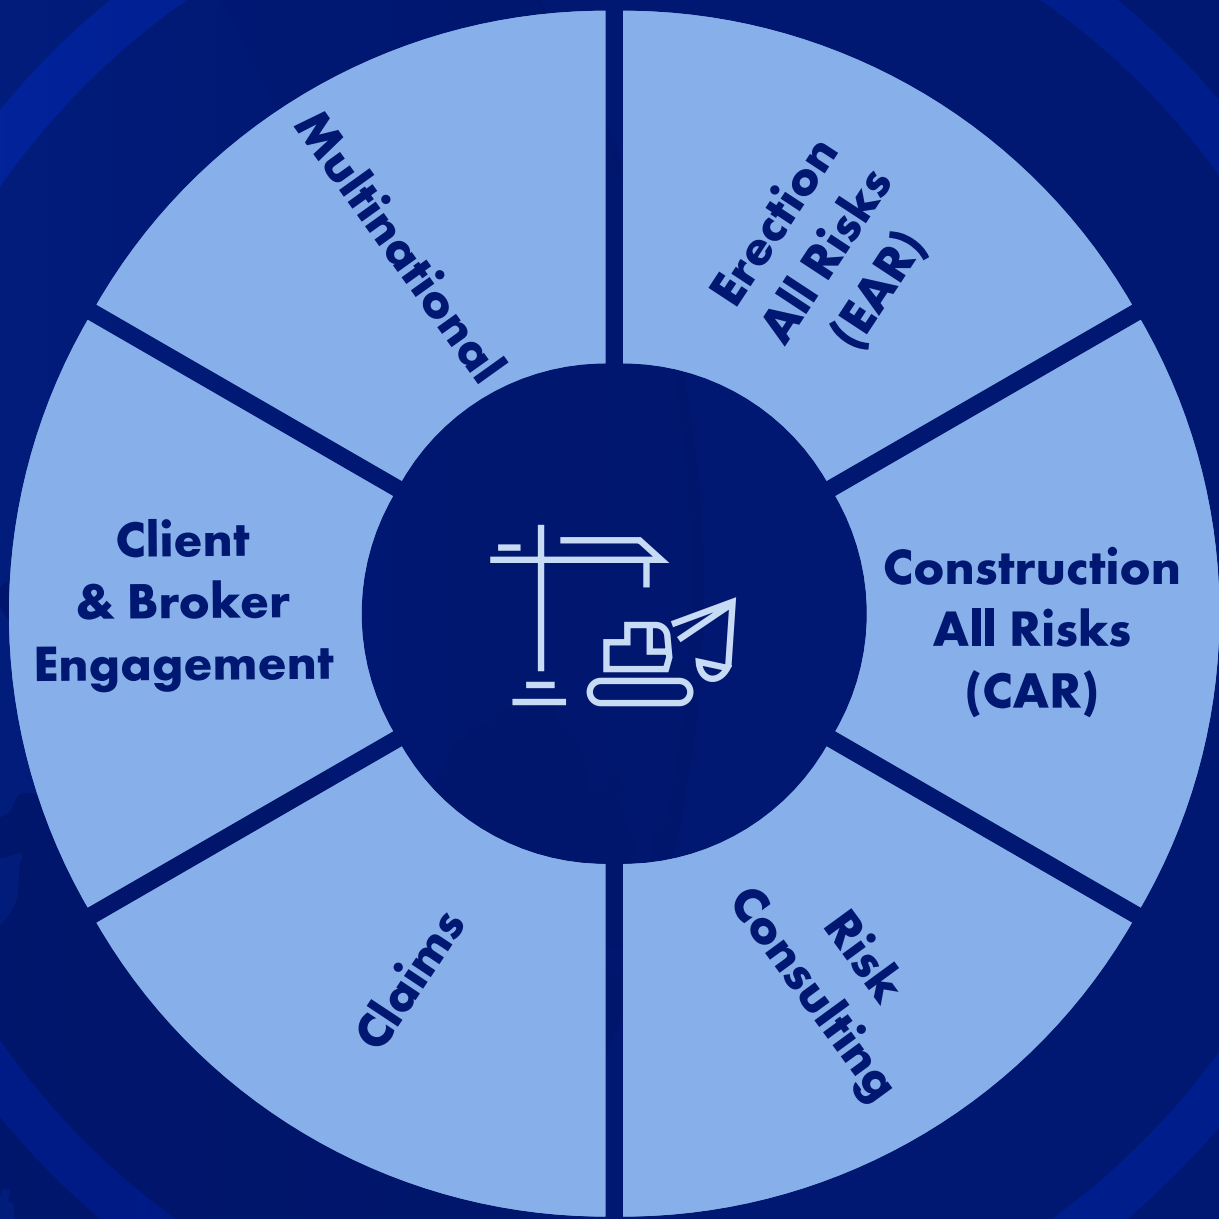 Multinational
Erection
All Risks
(EAR)
Client
& Broker
Engagement
Construction
All Risks
(CAR)
Claims
Risk
Consulting